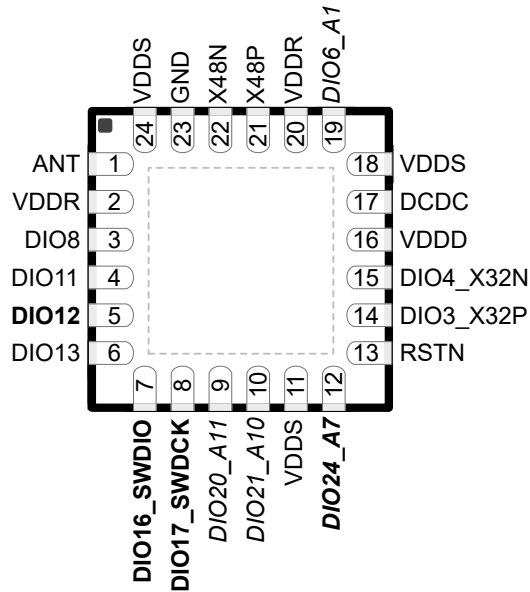 VDDS
GND
X48N
X48P
VDDR
DIO6_A1
24
23
22
21
20
19
ANT 1
VDDR 2
DIO8 3
DIO11 4
DIO12 5
DIO13 6
18 VDDS
17 DCDC
16 VDDD
15 DIO4_X32N
14 DIO3_X32P
13 RSTN
7
8
9
10
11
12
DIO16_SWDIO
DIO17_SWDCK
DIO20_A11
DIO21_A10
VDDS
DIO24_A7